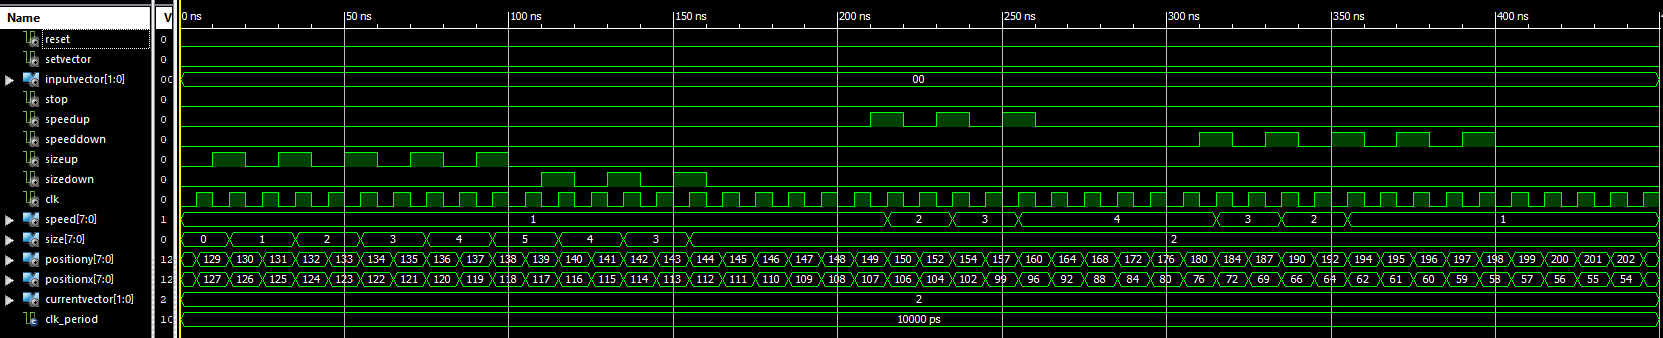 Name V 0 ns 50 ns 100 ns 150 ns 200 ns 250 ns 300 ns 350 ns 400 ns
reset 0
setvector 0
inputvector[1:0] 00 00
stop 0
speedup 0
speeddown 0
sizeup 0
sizedown 0
clk 0
speed[7:0] 1 1 2 3 4 3 2 1
size[7:0] 0 0 1 2 3 4 5 4 3 2
positiony[7:0] 12 129 130 131 132 133 134 135 136 137 138 139 140 141 142 143 144 145 146 147 148 149 150 152 154 157 160 164 168 172 176 180 184 187 190 192 194 195 196 197 198 199 200 201 202
positionx[7:0] 12 127 126 125 124 123 122 121 120 119 118 117 116 115 114 113 112 111 110 109 108 107 106 104 102 99 96 92 88 84 80 76 72 69 66 64 62 61 60 59 58 57 56 55 54
currentvector[1:0] 2 2
clk_period 10 10000 ps